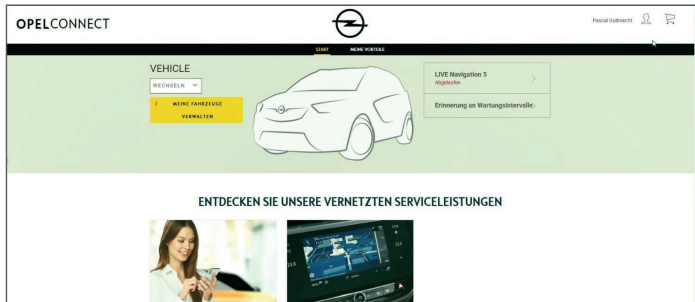 OPELCONNECT
Pascal Gutknecht
START MEINE VORTEILE
VEHICLE
WECHSELN
MEINE FAHRZEUGE
VERWALTEN
LIVE Navigation 5
Abgelaufen
Erinnerung an Wartungsintervalle
ENTDECKEN SIE UNSERE VERNETZTEN SERVICELEISTUNGEN